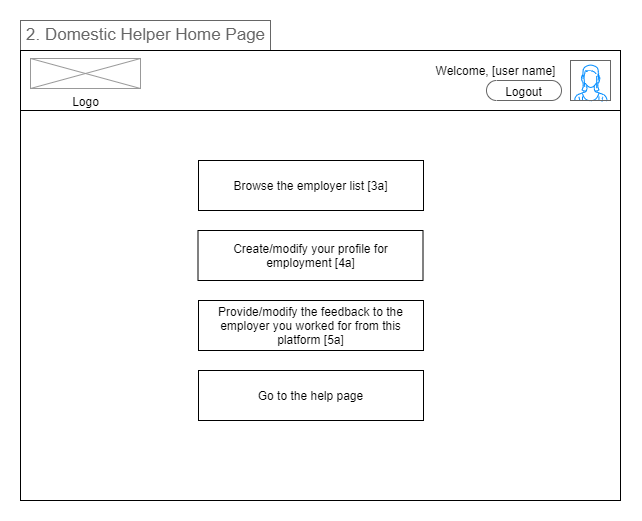 2. Domestic Helper Home Page
Welcome, [user name]
Logout
Logo
Browse the employer list [3a]
Create/modify your profile for
employment [4a]
Provide/modify the feedback to the
employer you worked for from this
platform [5a]
Go to the help page